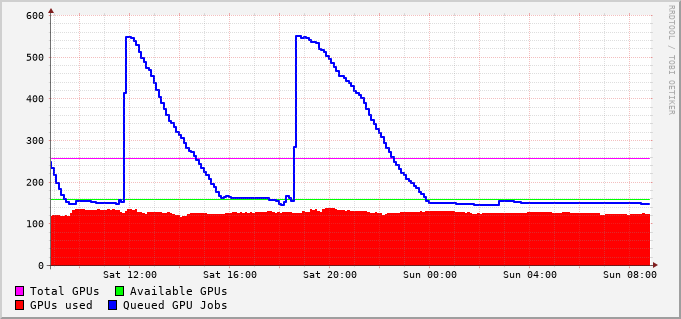 600
500
400
300
200
100
0
Sat 12:00 Sat 16:00 Sat 20:00 Sun 00:00 Sun 04:00 Sun 08:00
Total GPUs Available GPUs
GPUs used Queued GPU Jobs
RRDTOOL / TOBI OETIKER